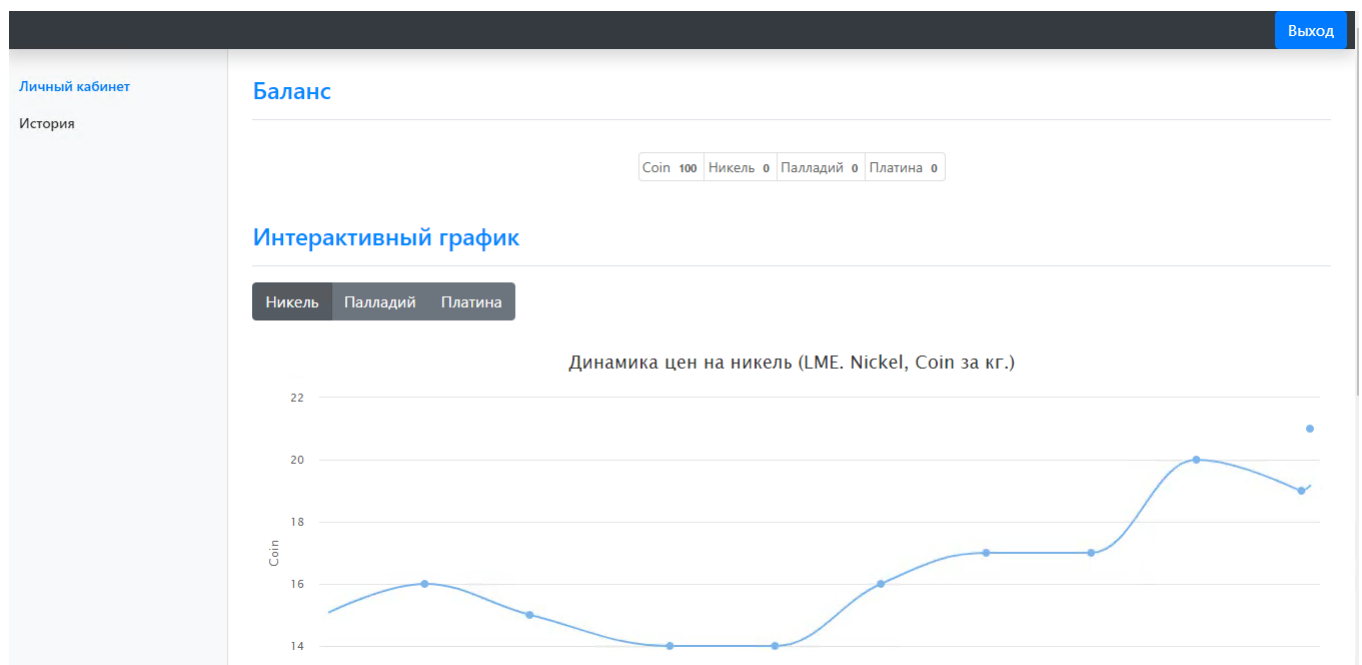 Выход
Личный кабинет
История
Баланс
Coin 100 Никель 0 Палладий 0 Платина 0
Интерактивный график
Никель Палладий Платина
Динамика цен на никель (LME. Nickel, Coin за кг.)
22
20
18
Coin
16
14